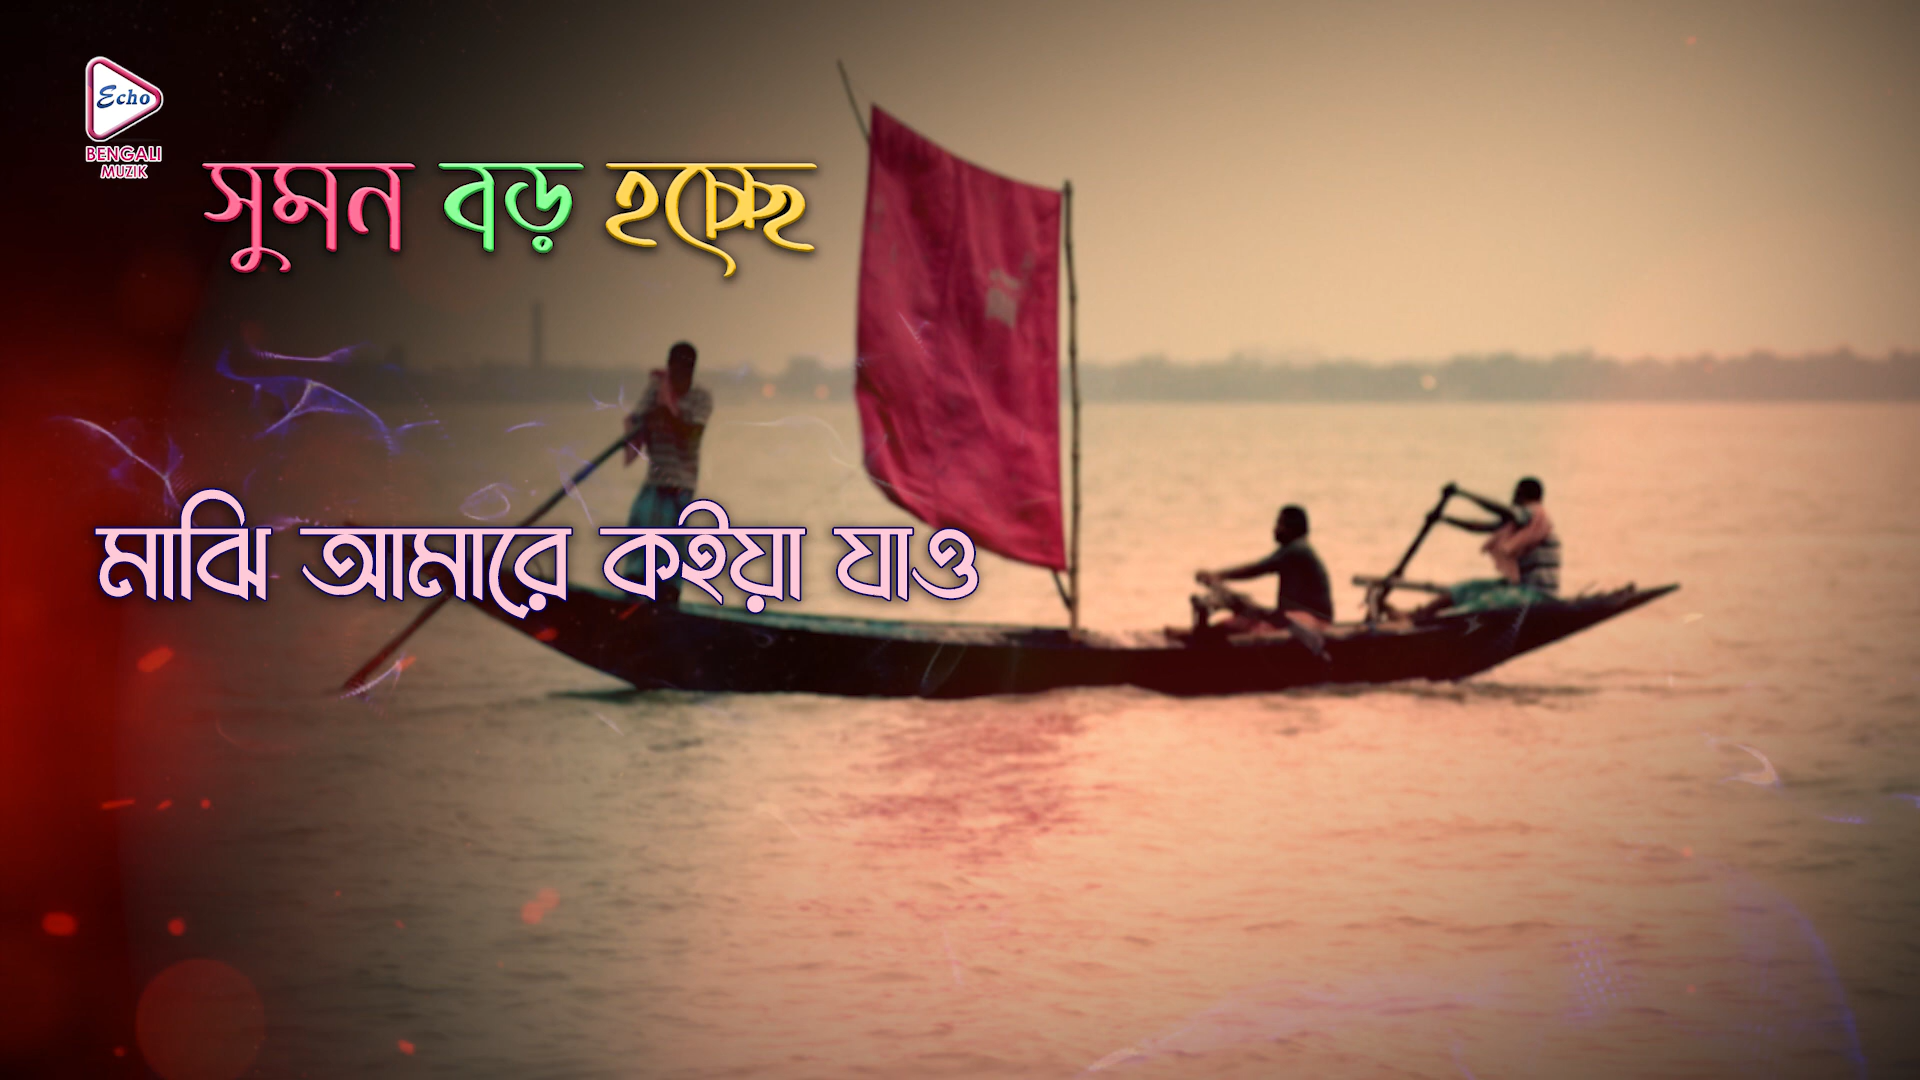 Echo
BENGALI
MUZIK
সুমন বড় হচ্ছে
মাঝি আমারে কইয়া যাও